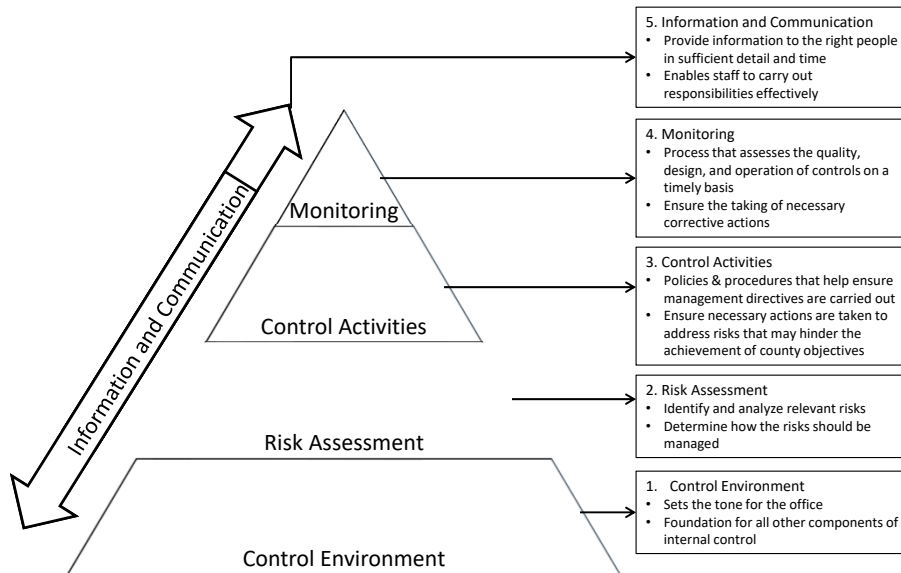 5. Information and Communication
• Provide information to the right people
in sufficient detail and time
• Enables staff to carry out
responsibilities effectively
4. Monitoring
• Process that assesses the quality,
design, and operation of controls on a
timely basis
• Ensure the taking of necessary
corrective actions
3. Control Activities
• Policies & procedures that help ensure
management directives are carried out
• Ensure necessary actions are taken to
address risks that may hinder the
achievement of county objectives
2. Risk Assessment
• Identify and analyze relevant risks
• Determine how the risks should be
managed
1. Control Environment
• Sets the tone for the office
• Foundation for all other components of
internal control
Information and Communication
Monitoring
Control Activities
Risk Assessment
Control Environment